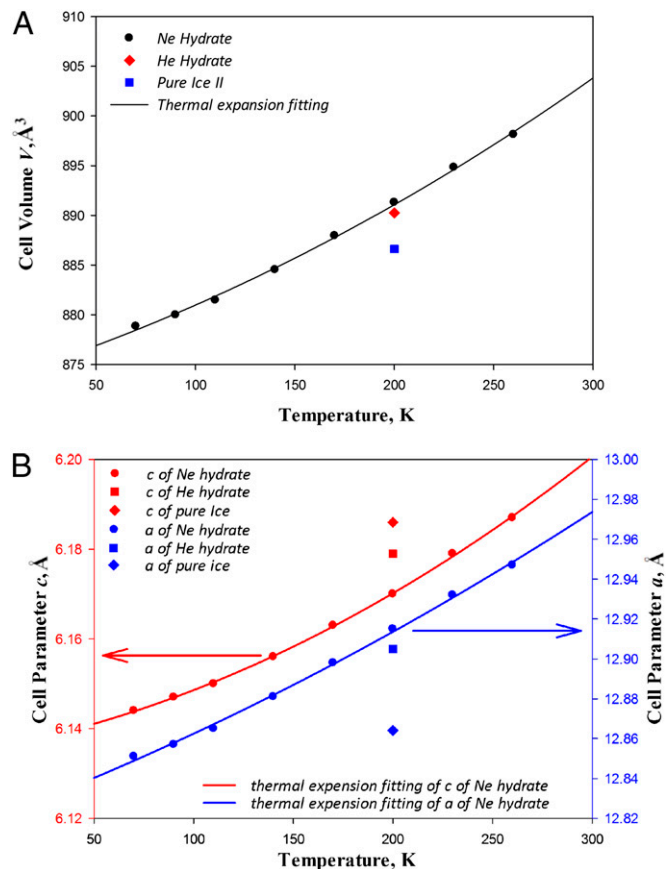 A
910
905
900
895
890
885
880
875
Cell Volume V,Å3
Ne Hydrate
He Hydrate
Pure Ice II
Thermal expansion fitting
50
100
150
200
250
300
Temperature, K
B
6.20
6.18
6.16
6.14
6.12
Cell Parameter c, Å
c of Ne hydrate
c of He hydrate
c of pure Ice
a of Ne hydrate
a of He hydrate
a of pure ice
thermal expension fitting of c of Ne hydrate
thermal expension fitting of a of Ne hydrate
13.00
12.98
12.96
12.94
12.92
12.90
12.88
12.86
12.84
12.82
Cell Parameter a, Å
50
100
150
200
250
300
Temperature, K